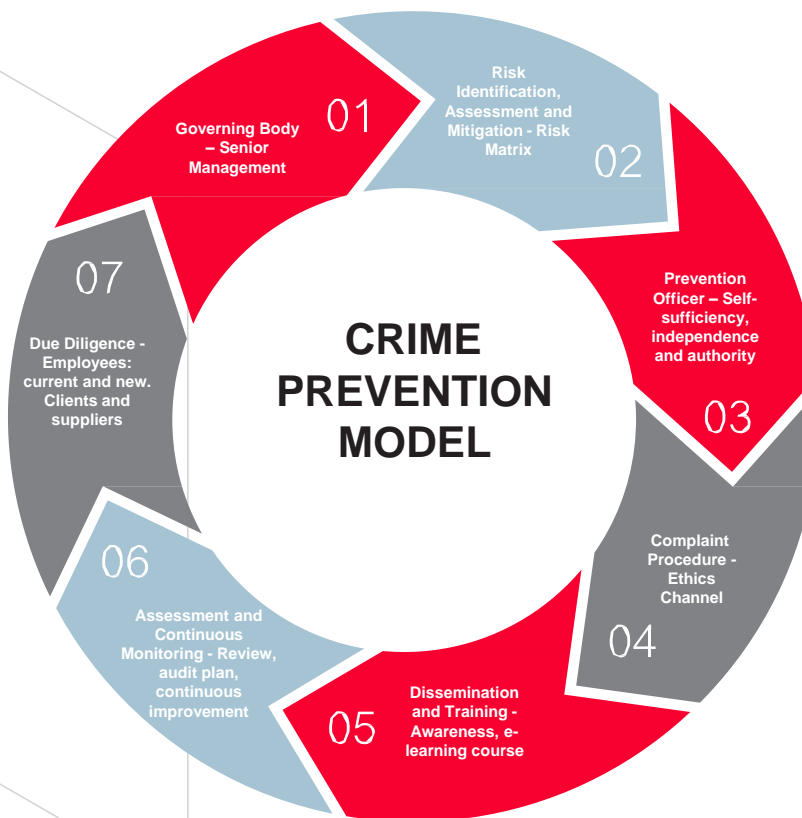 01
Governing Body
– Senior
Management
Risk
Identification,
Assessment and
Mitigation - Risk
Matrix
02
Prevention
Officer – Self-
sufficiency,
independence
and authority
03
Complaint
Procedure -
Ethics
Channel
04
Dissemination
and Training -
Awareness, e-
learning course
05
06
Assessment and
Continuous
Monitoring - Review,
audit plan,
continuous
improvement
07
Due Diligence -
Employees:
current and new.
Clients and
suppliers
CRIME
PREVENTION
MODEL